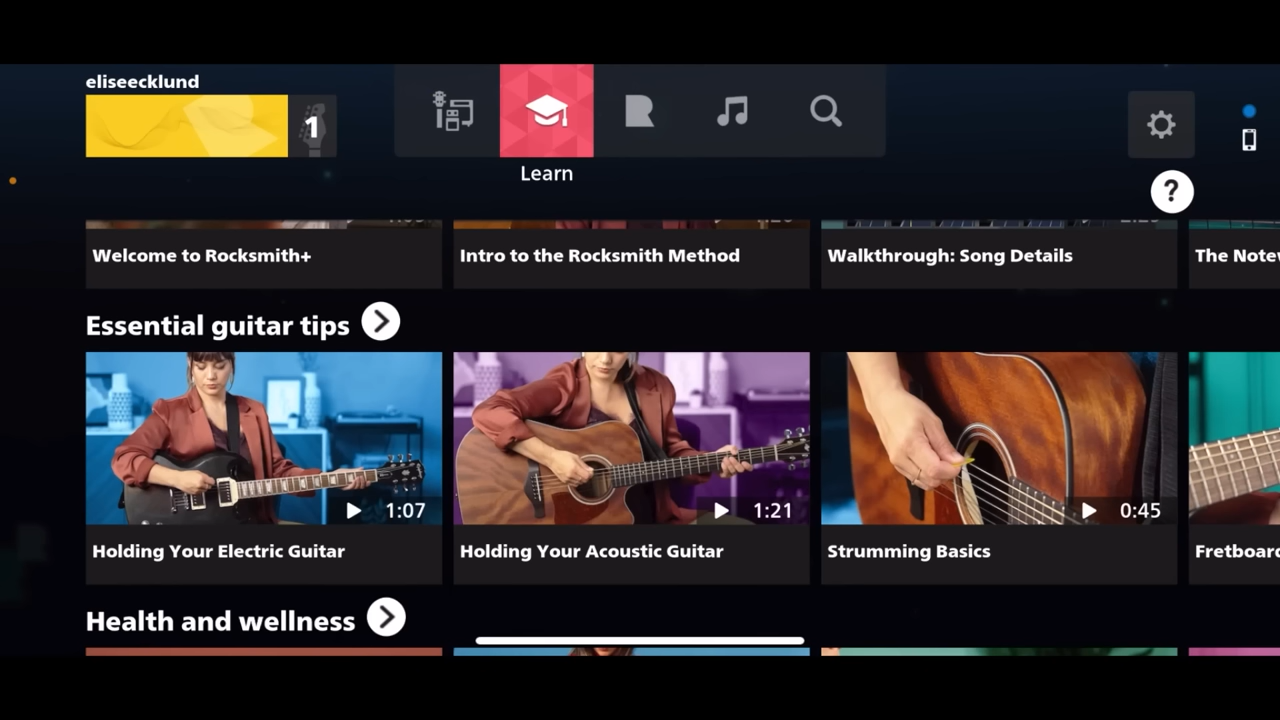 eliseecklund
1
Learn
?
Welcome to Rocksmith+
Intro to the Rocksmith Method
Walkthrough: Song Details
Essential guitar tips
1:07
1:21
0:45
Holding Your Electric Guitar
Holding Your Acoustic Guitar
Strumming Basics
Health and wellness